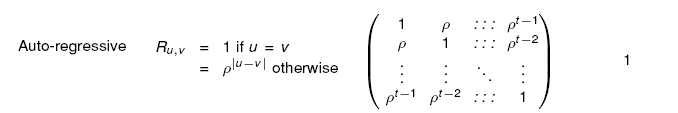 Auto-regressive R_{u,v} = 1 if u = v
= ρ^{|u−v|} otherwise
1 ρ : : : ρ^{t−1}
ρ 1 : : : ρ^{t−2}
⋮ ⋮ ⋱ ⋮
ρ^{t−1} ρ^{t−2} : : : 1
1